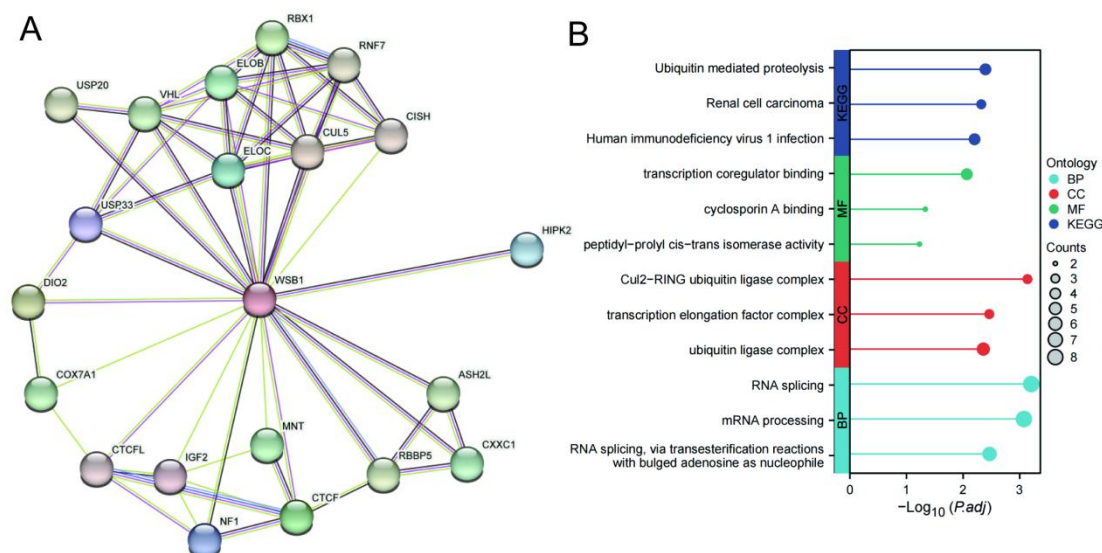 A
RBX1
RNF7
ELOB
USP20
VHL
CISH
CUL5
ELOC
USP33
HIPK2
WSB1
DIO2
ASH2L
COX7A1
MNT
CXXC1
CTCFL
IGF2
RBBP5
CTCF
NF1
B
Ubiquitin mediated proteolysis
Renal cell carcinoma
Human immunodeficiency virus 1 infection
transcription coregulator binding
cyclosporin A binding
peptidyl−prolyl cis−trans isomerase activity
Cul2−RING ubiquitin ligase complex
transcription elongation factor complex
ubiquitin ligase complex
RNA splicing
mRNA processing
RNA splicing, via transesterification reactions
with bulged adenosine as nucleophile
KEGG
MF
CC
BP
0 1 2 3
−Log10 (P.adj)
Ontology
BP
CC
MF
KEGG
Counts
2
3
4
5
6
7
8